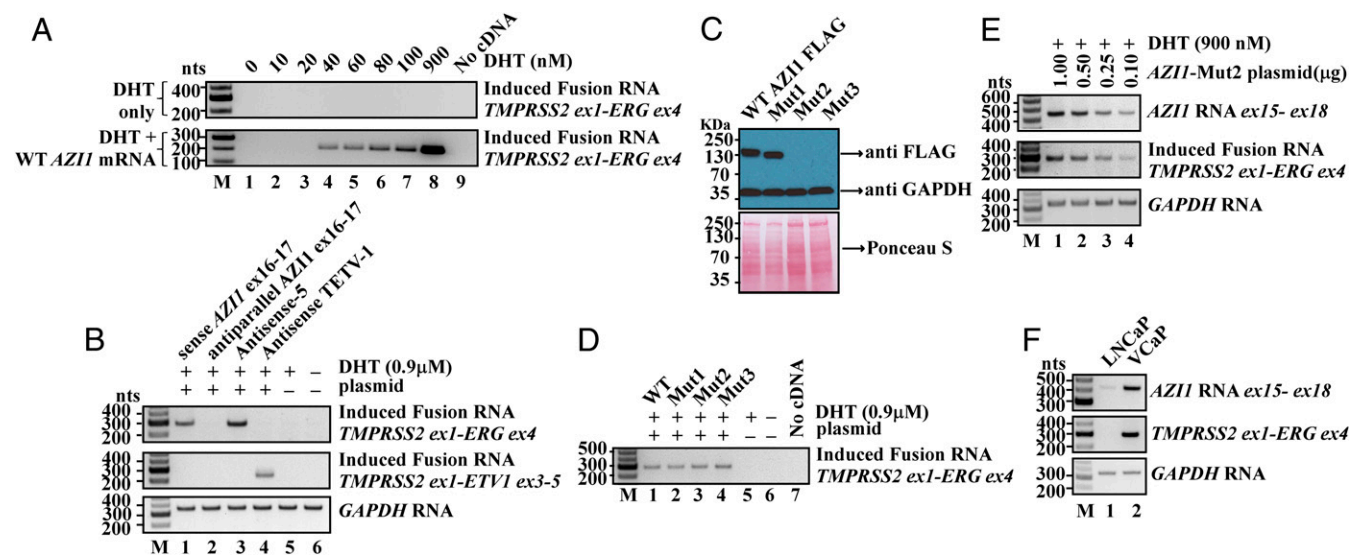 A
0 10 20 40 60 80 100 900 No cDNA
DHT (nM)
nts
DHT only
400
200
Induced Fusion RNA
TMPRSS2 ex1-ERG ex4
DHT +
WT AZI1 mRNA
300
200
100
Induced Fusion RNA
TMPRSS2 ex1-ERG ex4
M 1 2 3 4 5 6 7 8 9
B
sense AZI1 ex16-17
antiparallel AZI1 ex16-17
Antisense-5
Antisense TETV-1
+ + + + + – DHT (0.9μM)
+ + + + – – plasmid
nts
400
300
200
Induced Fusion RNA
TMPRSS2 ex1-ERG ex4
400
300
200
Induced Fusion RNA
TMPRSS2 ex1-ETV1 ex3-5
400
300
200
GAPDH RNA
M 1 2 3 4 5 6
C
WT AZI1 FLAG
Mut1
Mut2
Mut3
KDa
250
130
70
35
anti FLAG
anti GAPDH
250
130
70
35
Ponceau S
D
WT Mut1 Mut2 Mut3 No cDNA
+ + + + + – DHT (0.9μM)
+ + + + – – plasmid
nts
500
300
200
Induced Fusion RNA
TMPRSS2 ex1-ERG ex4
M 1 2 3 4 5 6 7
E
+ + + + DHT (900 nM)
1.00 0.50 0.25 0.10 AZI1-Mut2 plasmid(μg)
nts
600
500
400
AZI1 RNA ex15- ex18
400
300
200
Induced Fusion RNA
TMPRSS2 ex1-ERG ex4
400
300
200
GAPDH RNA
M 1 2 3 4
F
LNCaP
VCaP
nts
500
400
300
AZI1 RNA ex15- ex18
400
300
200
TMPRSS2 ex1-ERG ex4
300
200
GAPDH RNA
M 1 2